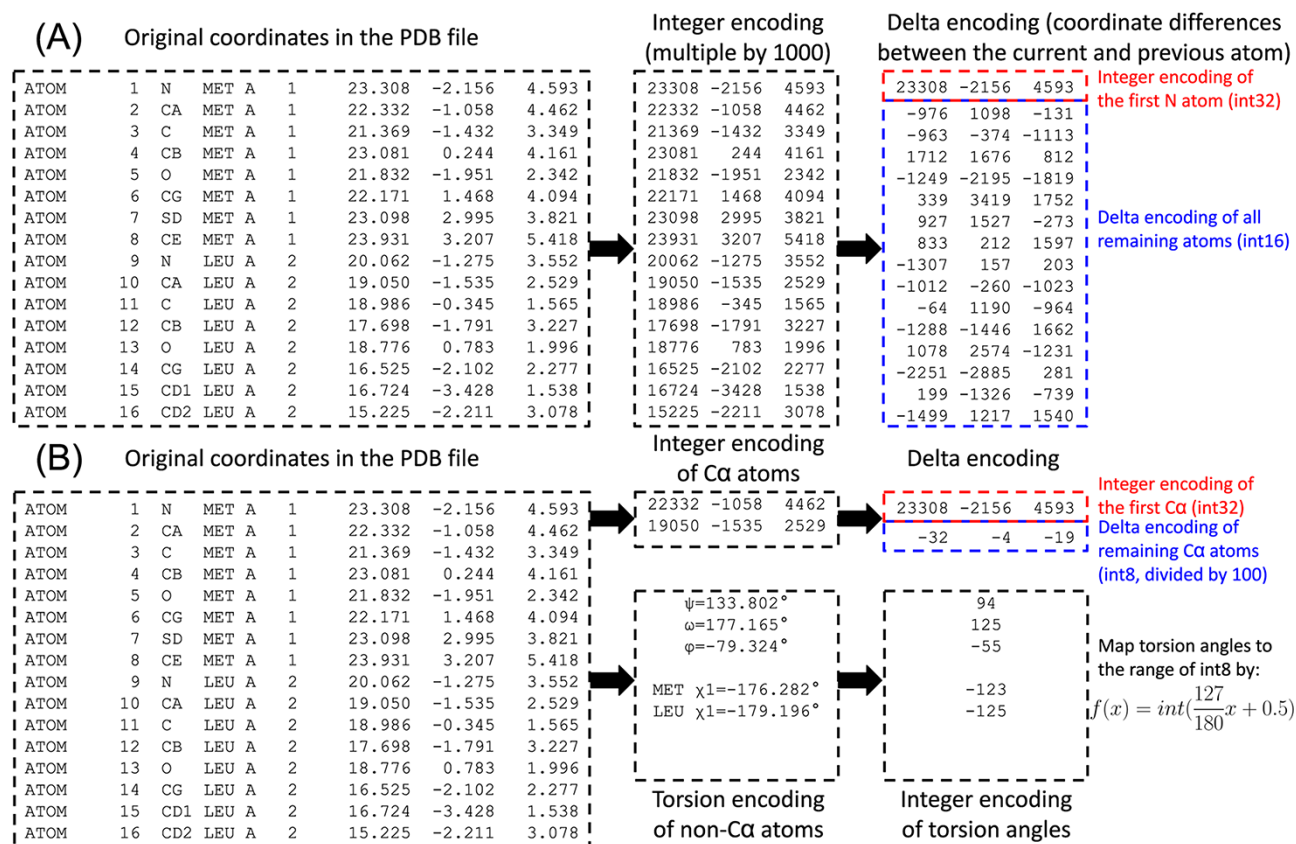 (A)
Original coordinates in the PDB file
Integer encoding
(multiple by 1000)
Delta encoding (coordinate differences
between the current and previous atom)
ATOM 1 N MET A 1 23.308 -2.156 4.593
ATOM 2 CA MET A 1 22.332 -1.058 4.462
ATOM 3 C MET A 1 21.369 -1.432 3.349
ATOM 4 CB MET A 1 23.081 0.244 4.161
ATOM 5 O MET A 1 21.832 -1.951 2.342
ATOM 6 CG MET A 1 22.171 1.468 4.094
ATOM 7 SD MET A 1 23.098 2.995 3.821
ATOM 8 CE MET A 1 23.931 3.207 5.418
ATOM 9 N LEU A 2 20.062 -1.275 3.552
ATOM 10 CA LEU A 2 19.050 -1.535 2.529
ATOM 11 C LEU A 2 18.986 -0.345 1.565
ATOM 12 CB LEU A 2 17.698 -1.791 3.227
ATOM 13 O LEU A 2 18.776 0.783 1.996
ATOM 14 CG LEU A 2 16.525 -2.102 2.277
ATOM 15 CD1 LEU A 2 16.724 -3.428 1.538
ATOM 16 CD2 LEU A 2 15.225 -2.211 3.078
23308 -2156 4593
22332 -1058 4462
21369 -1432 3349
23081 244 4161
21832 -1951 2342
22171 1468 4094
23098 2995 3821
23931 3207 5418
20062 -1275 3552
19050 -1535 2529
18986 -345 1565
17698 -1791 3227
18776 783 1996
16525 -2102 2277
16724 -3428 1538
15225 -2211 3078
23308 -2156 4593
-976 1098 -131
-963 -374 -1113
1712 1676 812
-1249 -2195 -1819
339 3419 1752
927 1527 -273
833 212 1597
-1307 157 203
-1012 -260 -1023
-64 1190 -964
-1288 -1446 1662
1078 2574 -1231
-2251 -2885 281
199 -1326 -739
-1499 1217 1540
Integer encoding of
the first N atom (int32)
Delta encoding of all
remaining atoms (int16)
(B)
Original coordinates in the PDB file
Integer encoding
of Cα atoms
Delta encoding
ATOM 1 N MET A 1 23.308 -2.156 4.593
ATOM 2 CA MET A 1 22.332 -1.058 4.462
ATOM 3 C MET A 1 21.369 -1.432 3.349
ATOM 4 CB MET A 1 23.081 0.244 4.161
ATOM 5 O MET A 1 21.832 -1.951 2.342
ATOM 6 CG MET A 1 22.171 1.468 4.094
ATOM 7 SD MET A 1 23.098 2.995 3.821
ATOM 8 CE MET A 1 23.931 3.207 5.418
ATOM 9 N LEU A 2 20.062 -1.275 3.552
ATOM 10 CA LEU A 2 19.050 -1.535 2.529
ATOM 11 C LEU A 2 18.986 -0.345 1.565
ATOM 12 CB LEU A 2 17.698 -1.791 3.227
ATOM 13 O LEU A 2 18.776 0.783 1.996
ATOM 14 CG LEU A 2 16.525 -2.102 2.277
ATOM 15 CD1 LEU A 2 16.724 -3.428 1.538
ATOM 16 CD2 LEU A 2 15.225 -2.211 3.078
22332 -1058 4462
19050 -1535 2529
23308 -2156 4593
-32 -4 -19
Integer encoding of
the first Cα (int32)
Delta encoding of
remaining Cα atoms
(int8, divided by 100)
ψ=133.802°
ω=177.165°
φ=-79.324°
MET χ1=-176.282°
LEU χ1=-179.196°
94
125
-55
-123
-125
Map torsion angles to
the range of int8 by:
f(x) = int(127/180 x + 0.5)
Torsion encoding
of non-Cα atoms
Integer encoding
of torsion angles